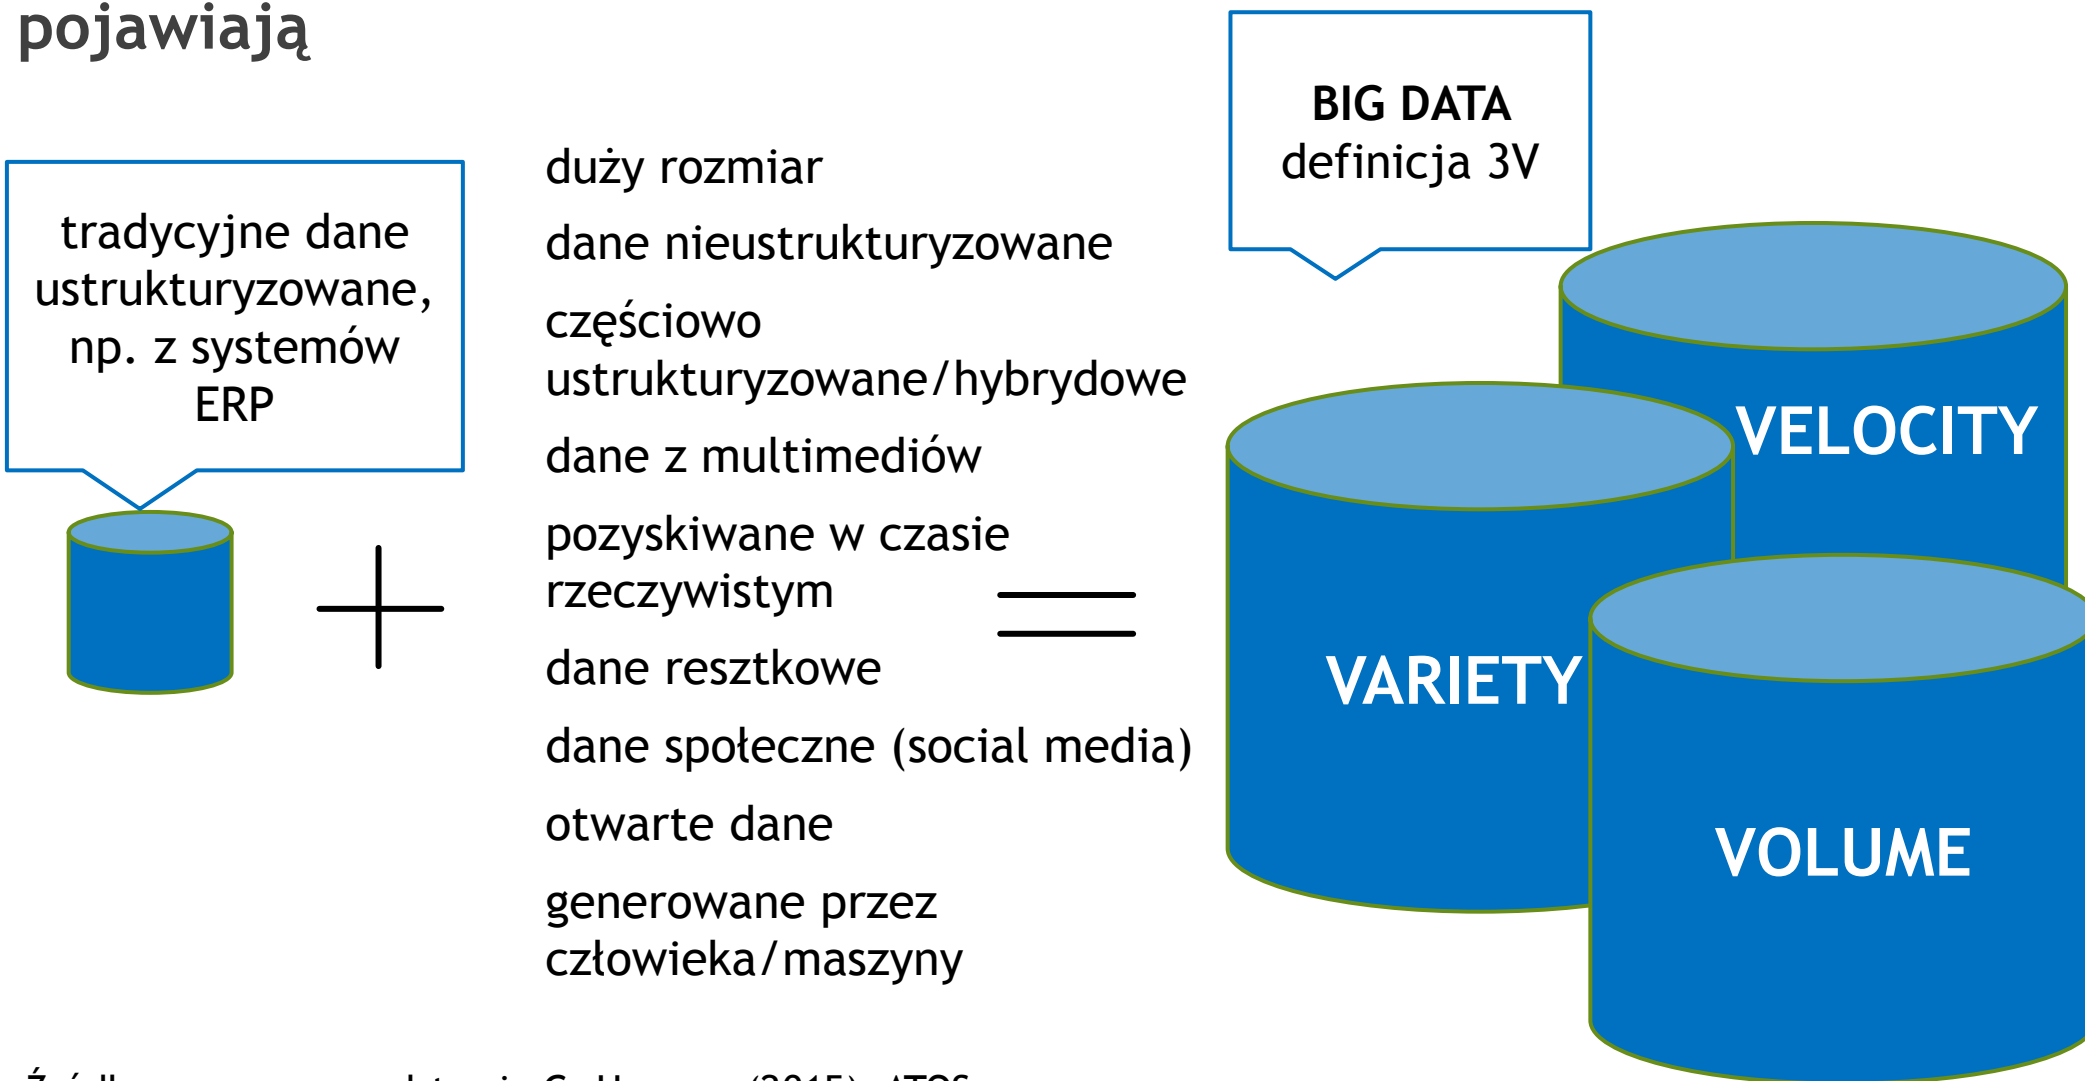 pojawiają
tradycyjne dane
ustrukturyzowane,
np. z systemów
ERP
duży rozmiar
dane nieustrukturyzowane
częściowo
ustrukturyzowane/hybrydowe
dane z multimediów
pozyskiwane w czasie
rzeczywistym
dane resztkowe
dane społeczne (social media)
otwarte dane
generowane przez
człowieka/maszyny
BIG DATA
definicja 3V
VELOCITY
VARIETY
VOLUME
(2015), ATOS